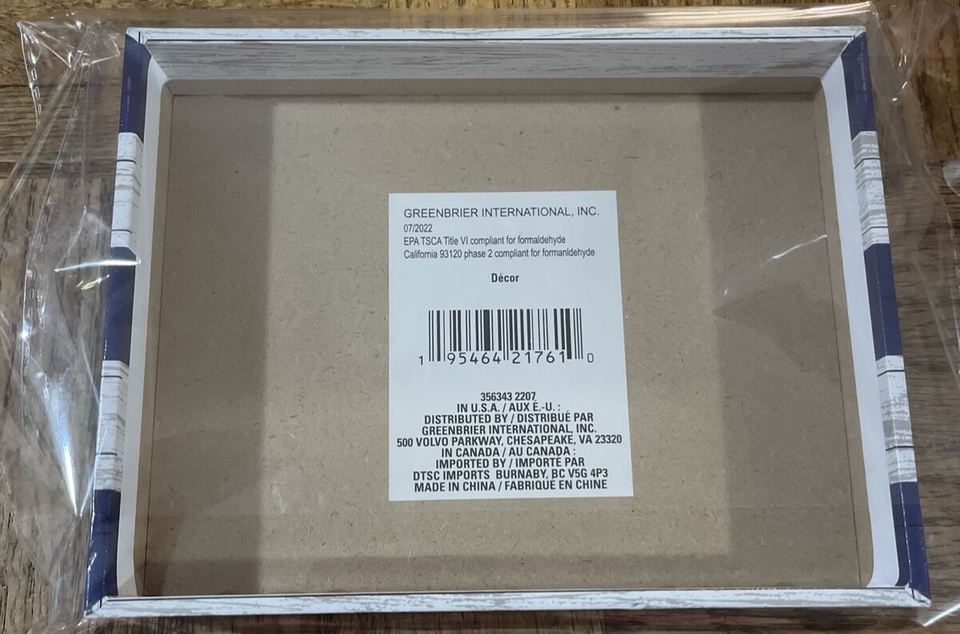 GREENBRIER INTERNATIONAL, INC.
07/2022
EPA TSCA Title VI compliant for formaldehyde
California 93120 phase 2 compliant for formanldehyde
Décor
1 95464 21761 0
356343 2207
IN U.S.A. / AUX É.-U. :
DISTRIBUTED BY / DISTRIBUÉ PAR
GREENBRIER INTERNATIONAL, INC.
500 VOLVO PARKWAY, CHESAPEAKE, VA 23320
IN CANADA / AU CANADA :
IMPORTED BY / IMPORTÉ PAR
DTSC IMPORTS BURNABY, BC V5G 4P3
MADE IN CHINA / FABRIQUÉ EN CHINE